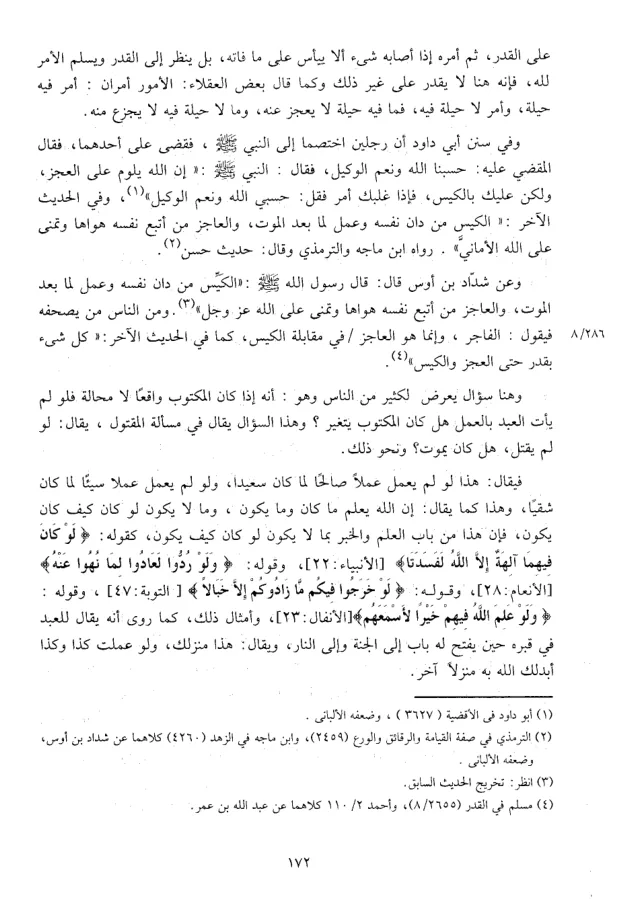 على القدر، ثم أمره إذا أصابه شىء ألا ييأس على ما فاته، بل ينظر إلى القدر ويسلم الأمر
لله، فإنه هنا لا يقدر على غير ذلك وكما قال بعض العقلاء: الأمور أمران : أمر فيه
حيلة، وأمر لا حيلة فيه، فما فيه حيلة لا يعجز عنه، وما لا حيلة فيه لا يجزع منه.
وفي سنن أبي داود أن رجلين اختصما إلى النبي ﷺ ، فقضى على أحدهما، فقال
المقضي عليه: حسبنا الله ونعم الوكيل، فقال : النبي ﷺ :« إن الله يلوم على العجز،
ولكن عليك بالكيس، فإذا غلبك أمر فقل: حسبي الله ونعم الوكيل»(١)، وفي الحديث
الآخر :« الكيس من دان نفسه وعمل لما بعد الموت، والعاجز من أتبع نفسه هواها وتمنى
على الله الأمانيَّ» . رواه ابن ماجه والترمذي وقال: حديث حسن(٢).
وعن شدّاد بن أوس قال: قال رسول الله ﷺ :«الكيِّس من دان نفسه وعمل لما بعد
الموت، والعاجز من أتبع نفسه هواها وتمنى على الله عز وجل»(٣).ومن الناس من يصحفه
فيقول : الفاجر ، وإنما هو العاجز /في مقابلة الكيس، كما في الحديث الآخر:« كل شىء ٨/٢٨٦
بقدر حتى العجز والكيس»(٤).
وهنا سؤال يعرض لكثير من الناس وهو : أنه إذا كان المكتوب واقعًا لا محالة فلو لم
يأت العبد بالعمل هل كان المكتوب يتغير ؟ وهذا السؤال يقال في مسألة المقتول ، يقال: لو
لم يقتل، هل كان يموت؟ ونحو ذلك.
فيقال: هذا لو لم يعمل عملاً صالحًا لما كان سعيدا، ولو لم يعمل عملا سيئًا لما كان
شقيًا، وهذا كما يقال: إن الله يعلم ما كان وما يكون ، وما لا يكون لو كان كيف كان
يكون، فإن هذا من باب العلم والخبر بما لا يكون لو كان كيف يكون، كقوله: ﴿ لَوْ كَانَ
فِيهِمَا آلِهَةٌ إِلاَّ اللَّهُ لَفَسَدَتَا﴾ [الأنبياء:٢٢]، وقوله: ﴿ وَلَوْ رُدُّوا لَعَادُوا لِمَا نُهُوا عَنْهُ﴾
[الأنعام:٢٨]، وقوله: ﴿ لَوْ خَرَجُوا فِيكُم مَّا زَادُوكُمْ إِلاَّ خَبَالاً ﴾ [ التوبة:٤٧] ، وقوله :
﴿ وَلَوْ عَلِمَ اللَّهُ فِيهِمْ خَيْرًا لأَسْمَعَهُم﴾[الأنفال:٢٣]، وأمثال ذلك، كما روى أنه يقال للعبد
في قبره حين يفتح له باب إلى الجنة وإلى النار، ويقال: هذا منزلك، ولو عملت كذا وكذا
أبدلك الله به منزلاً آخر.
(١) أبو داود فى الأقضية ( ٣٦٢٧) ، وضعفه الألبانى .
(٢) الترمذي في صفة القيامة والرقائق والورع (٢٤٥٩)، وابن ماجه في الزهد (٤٢٦٠) كلاهما عن شداد بن أوس،
وضعفه الألبانى .
(٣) انظر: تخريج الحديث السابق.
(٤) مسلم في القدر (٨/٢٦٥٥)، وأحمد ٢/ ١١٠ كلاهما عن عبد الله بن عمر.
١٧٢